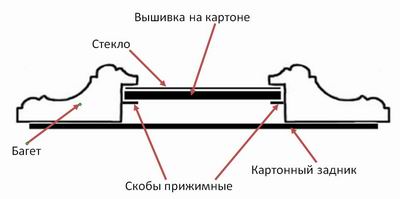 Вышивка на картоне
Стекло
Багет
Картонный задник
Скобы прижимные